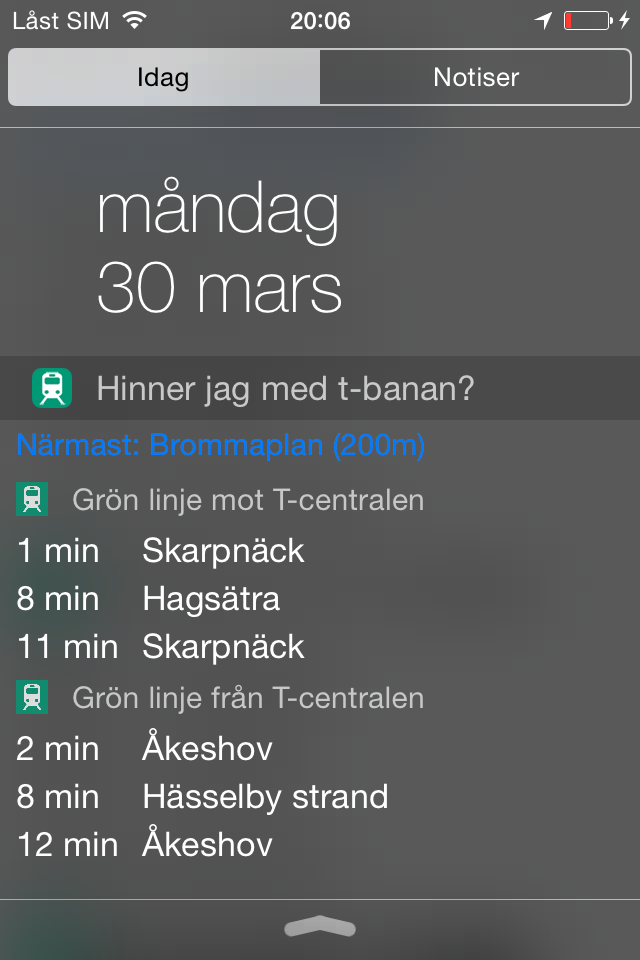 Låst SIM 20:06
Idag Notiser
måndag
30 mars
Hinner jag med t-banan?
Närmast: Brommaplan (200m)
Grön linje mot T-centralen
1 min Skarpnäck
8 min Hagsätra
11 min Skarpnäck
Grön linje från T-centralen
2 min Åkeshov
8 min Hässelby strand
12 min Åkeshov